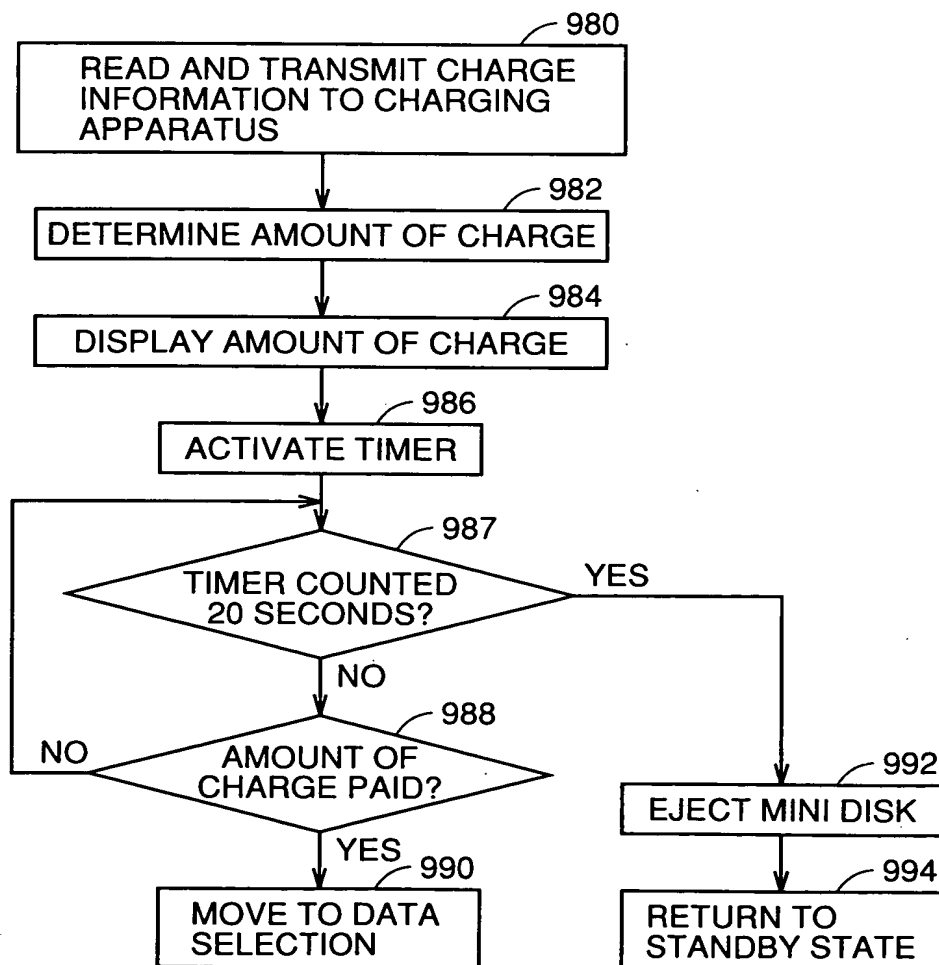 980
READ AND TRANSMIT CHARGE
INFORMATION TO CHARGING
APPARATUS
982
DETERMINE AMOUNT OF CHARGE
984
DISPLAY AMOUNT OF CHARGE
986
ACTIVATE TIMER
987
TIMER COUNTED
20 SECONDS?
YES
NO
988
AMOUNT OF
CHARGE PAID?
NO
YES
992
EJECT MINI DISK
990
MOVE TO DATA
SELECTION
994
RETURN TO
STANDBY STATE